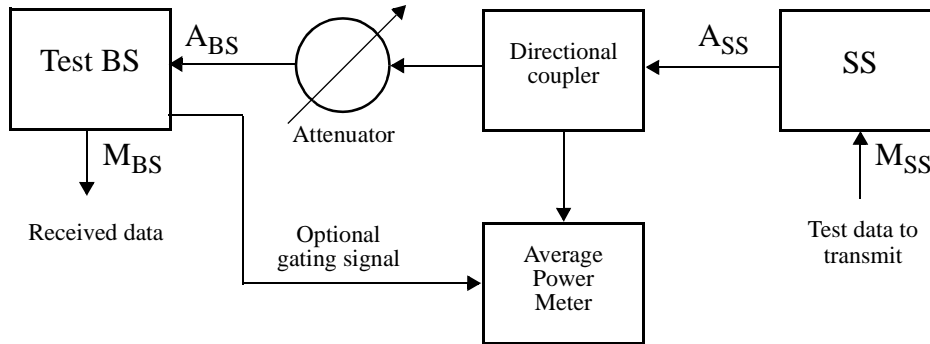 Test BS
A_BS
Attenuator
Directional
coupler
A_SS
SS
M_BS
M_SS
Received data
Optional
gating signal
Average
Power
Meter
Test data to
transmit